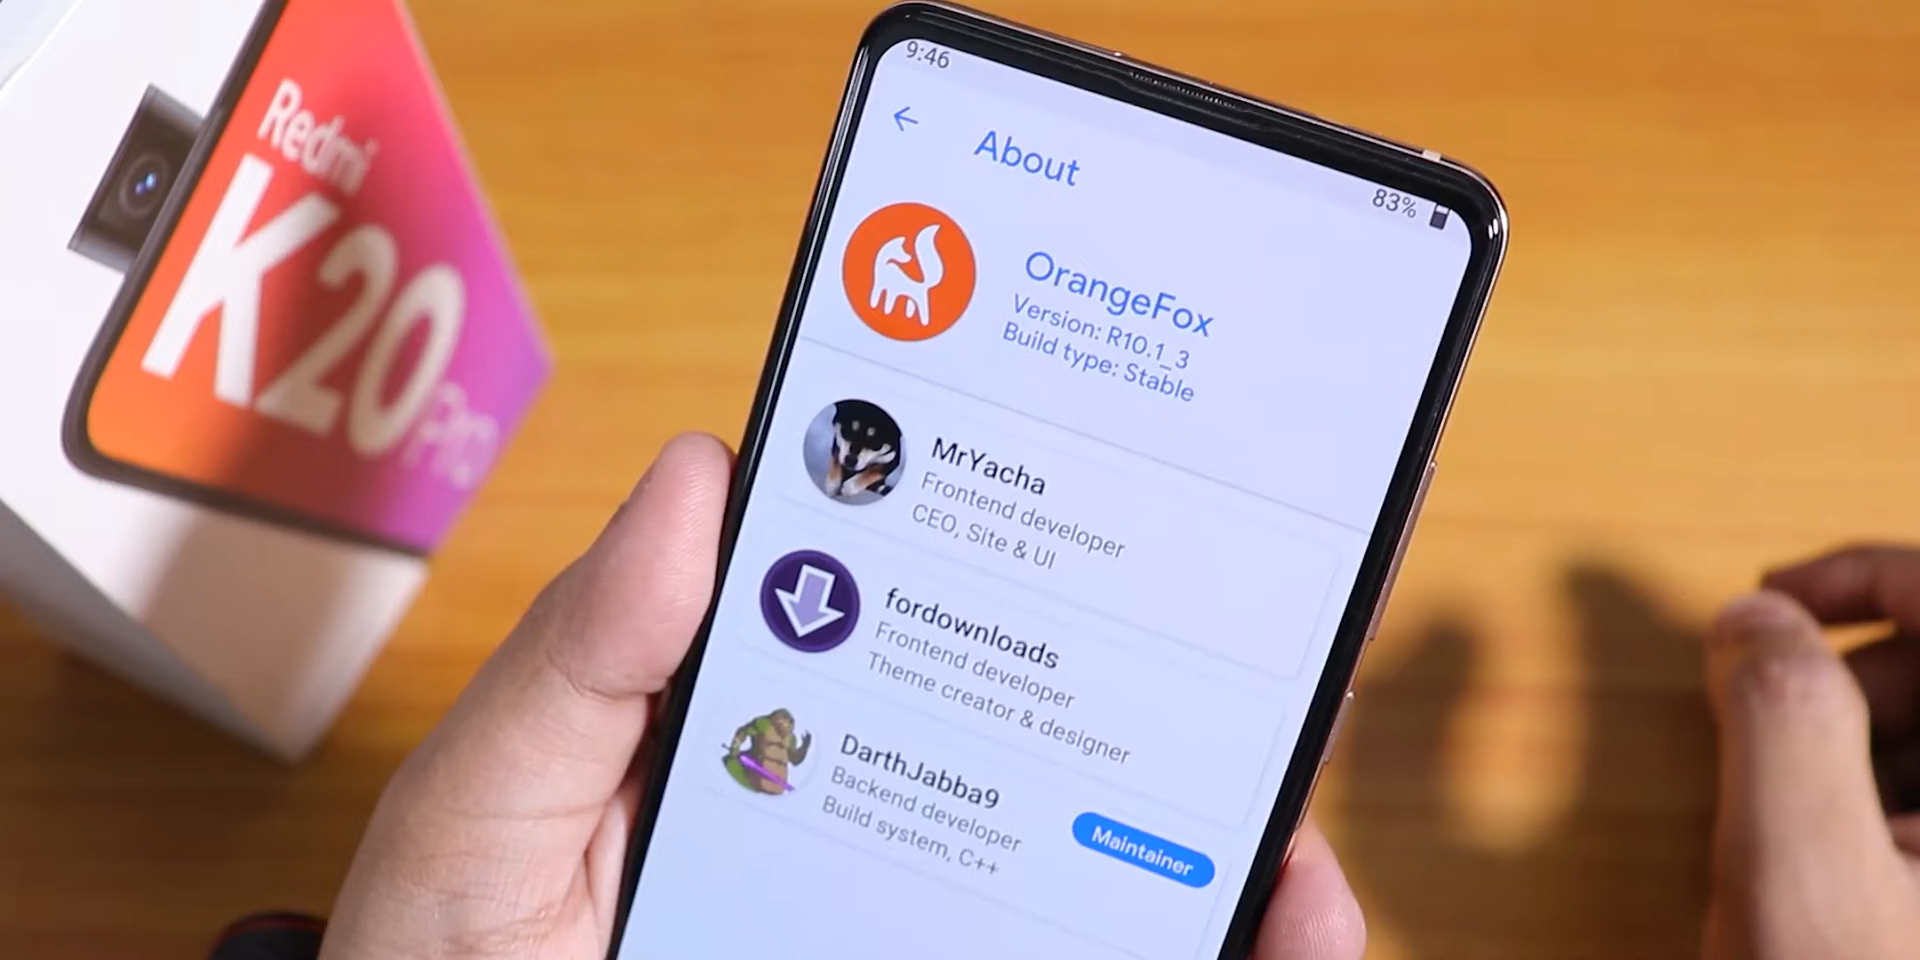 Redmi
K20
Pro
9:46
83%
About
OrangeFox
Version: R10.1_3
Build type: Stable
MrYacha
Frontend developer
CEO, Site & UI
fordownloads
Frontend developer
Theme creator & designer
DarthJabba9
Backend developer
Build system, C++
Maintainer